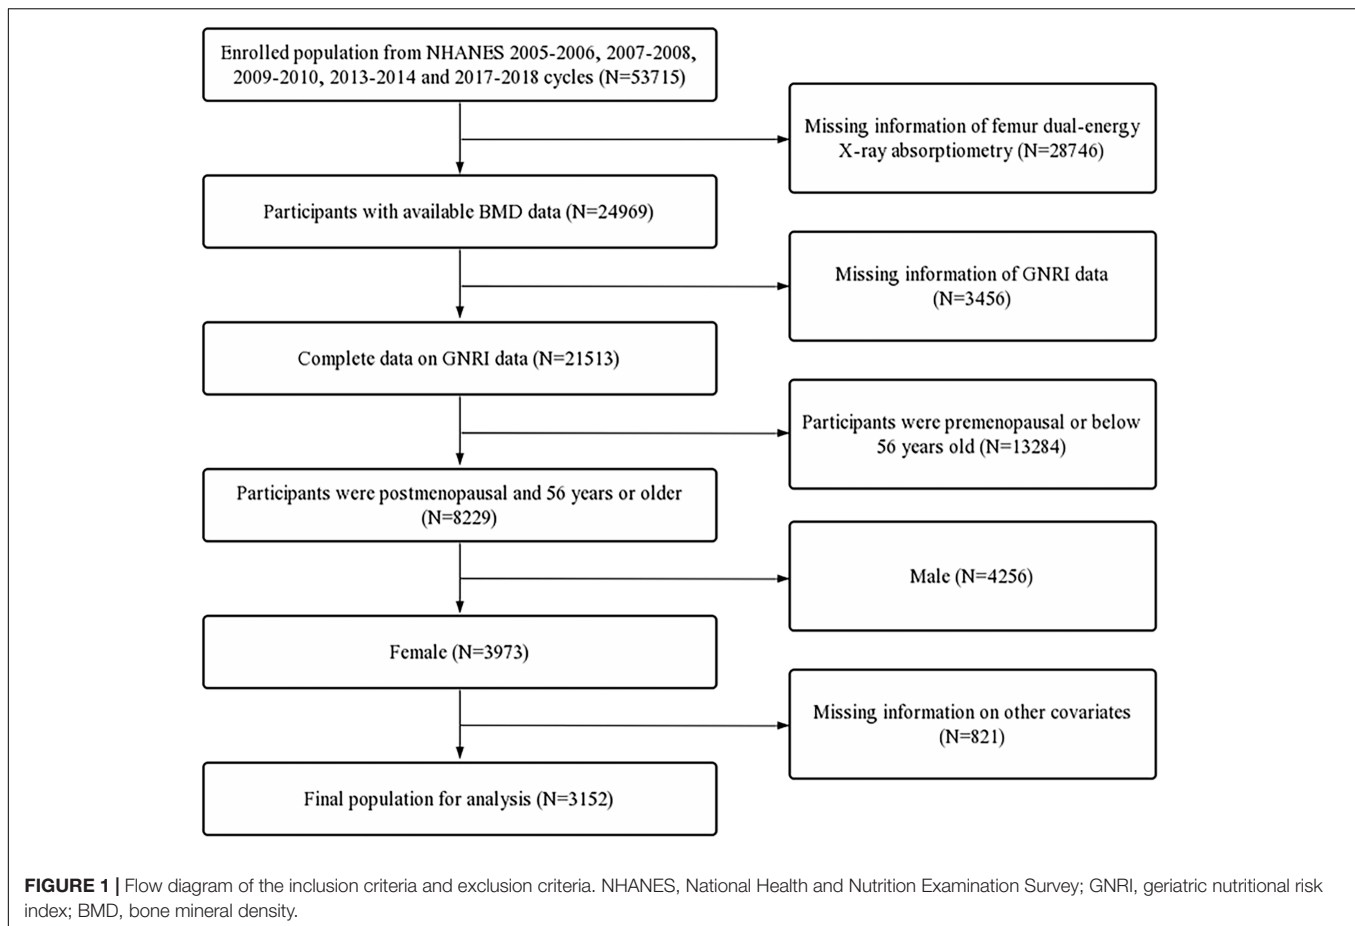 Enrolled population from NHANES 2005-2006, 2007-2008,
2009-2010, 2013-2014 and 2017-2018 cycles (N=53715)
Missing information of femur dual-energy
X-ray absorptiometry (N=28746)
Participants with available BMD data (N=24969)
Missing information of GNRI data
(N=3456)
Complete data on GNRI data (N=21513)
Participants were premenopausal or below
56 years old (N=13284)
Participants were postmenopausal and 56 years or older
(N=8229)
Male (N=4256)
Female (N=3973)
Missing information on other covariates
(N=821)
Final population for analysis (N=3152)
FIGURE 1 | Flow diagram of the inclusion criteria and exclusion criteria. NHANES, National Health and Nutrition Examination Survey; GNRI, geriatric nutritional risk
index; BMD, bone mineral density.